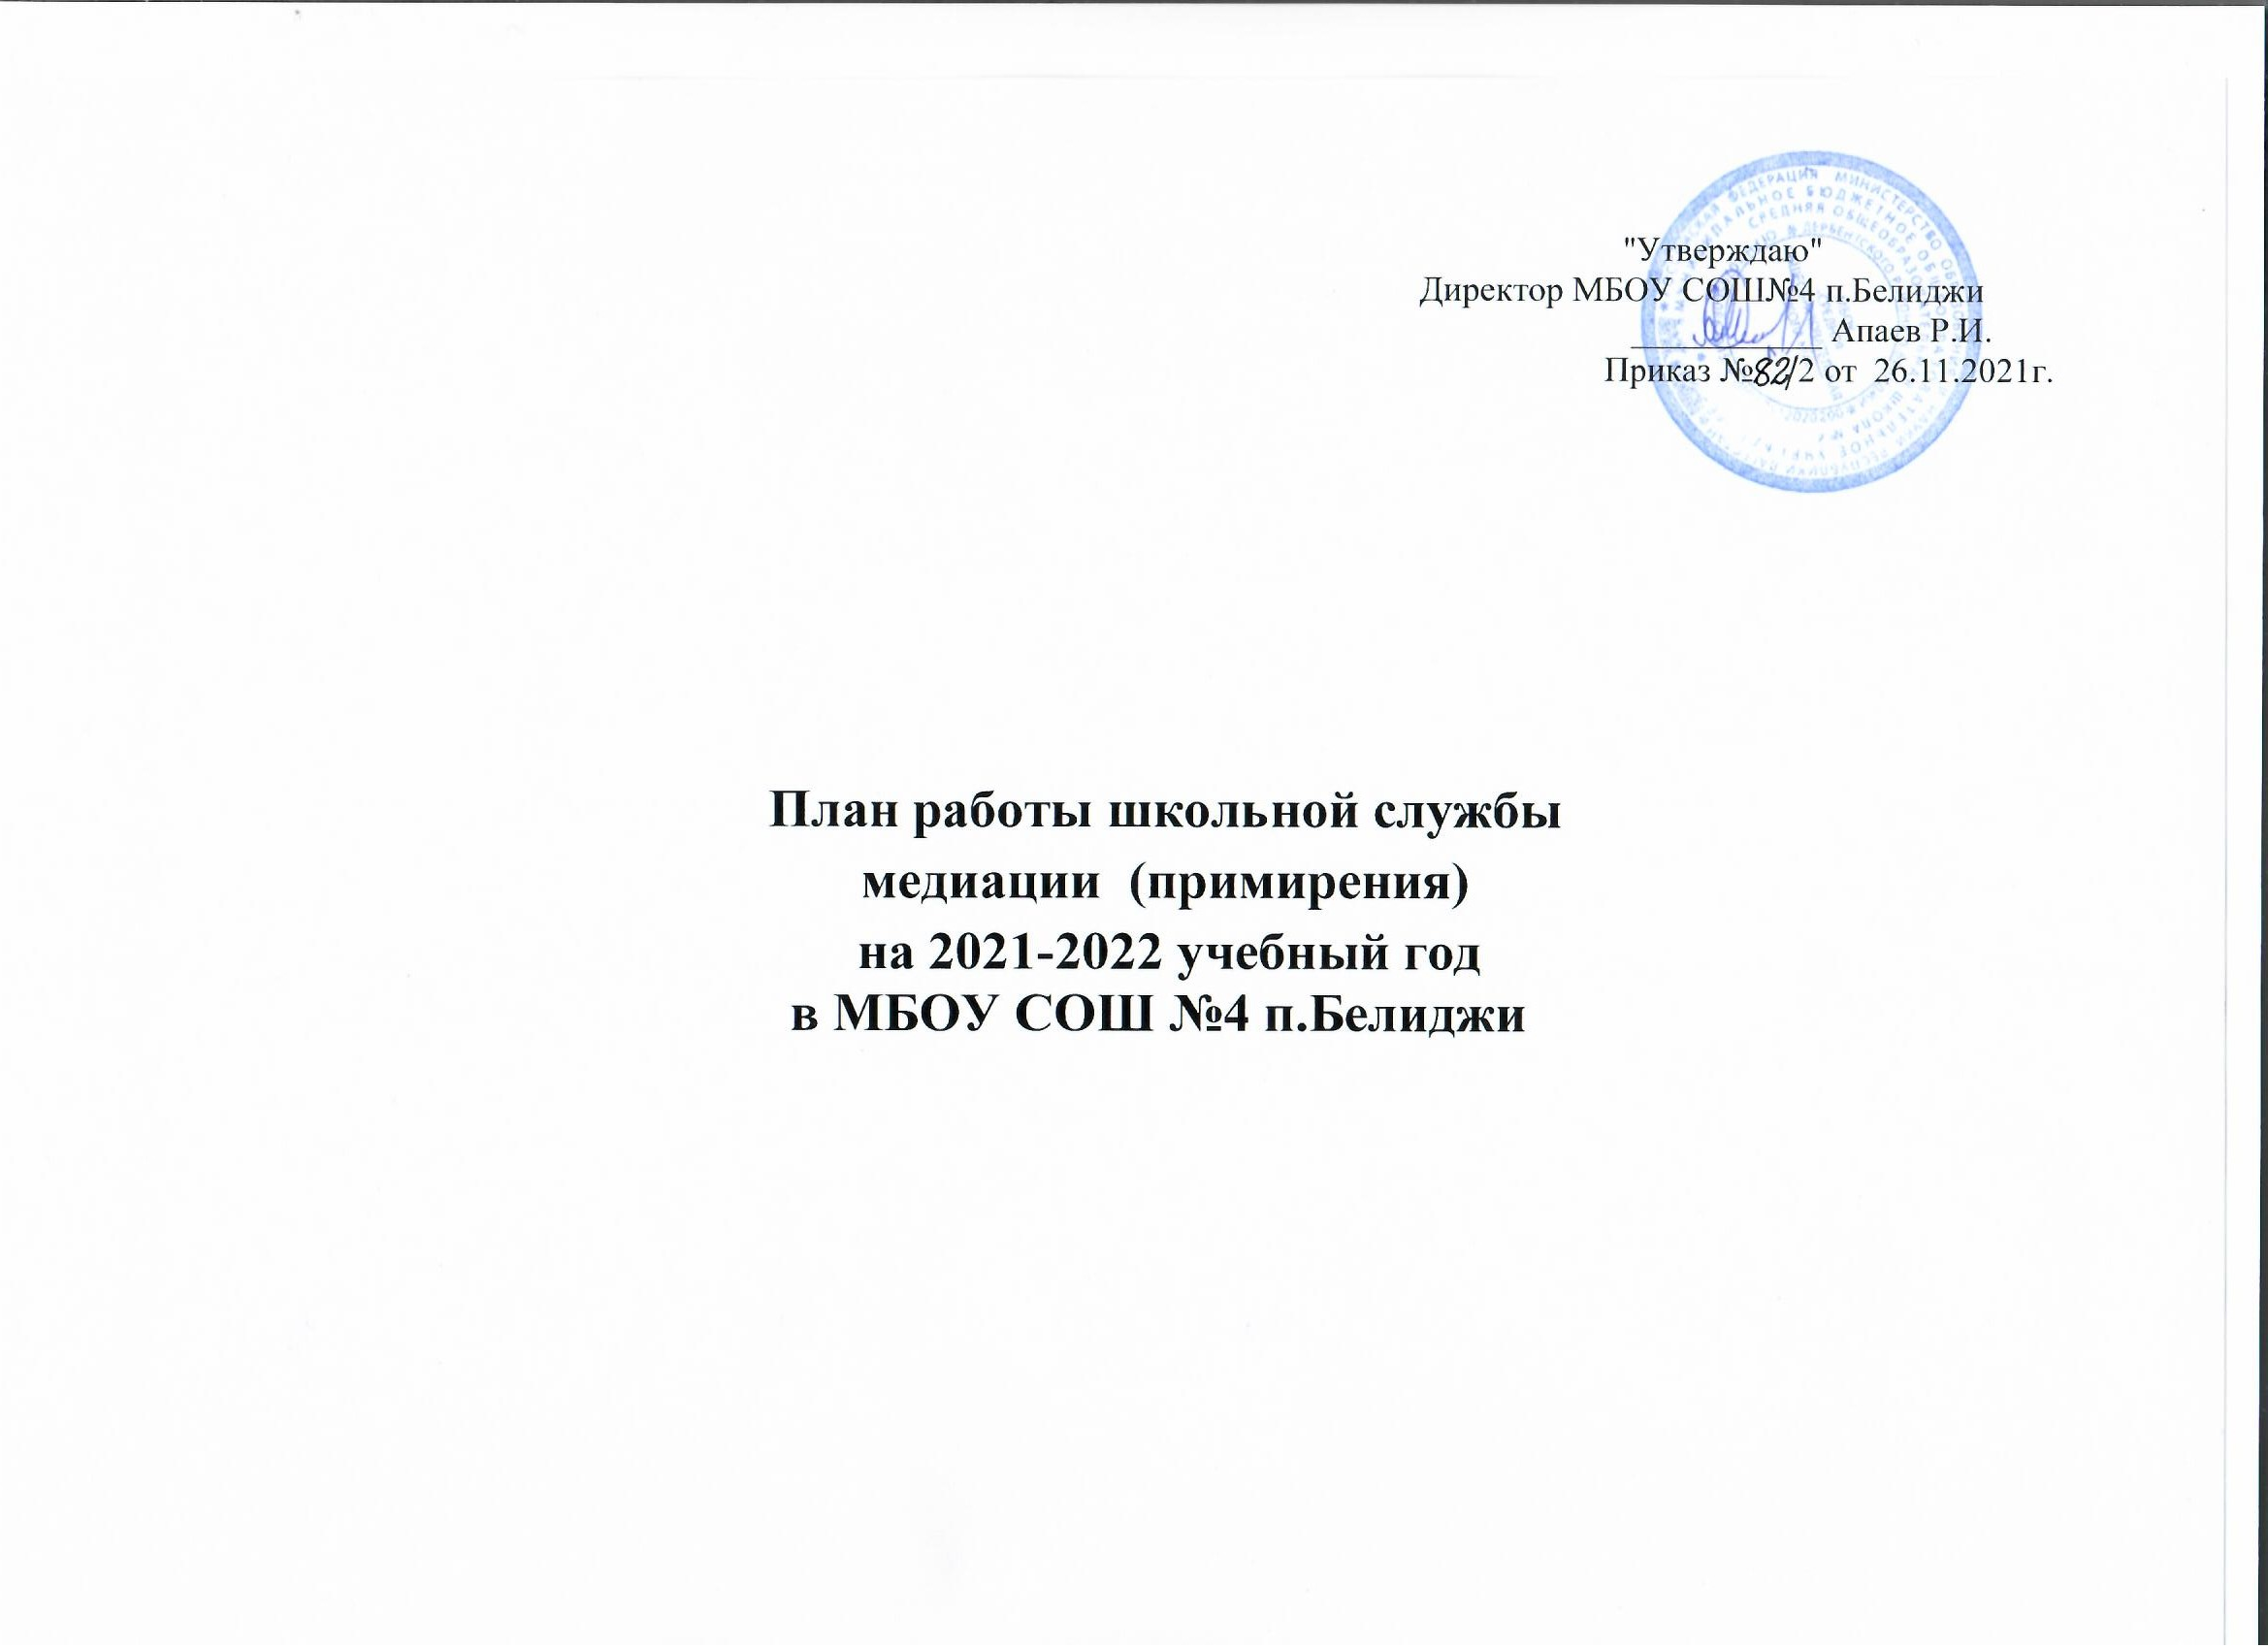 "Утверждаю"
Директор МБОУ СОШ№4 п.Белиджи
____________ Апаев Р.И.
Приказ №82/2 от 26.11.2021г.
План работы школьной службы
медиации (примирения)
на 2021-2022 учебный год
в МБОУ СОШ №4 п.Белиджи